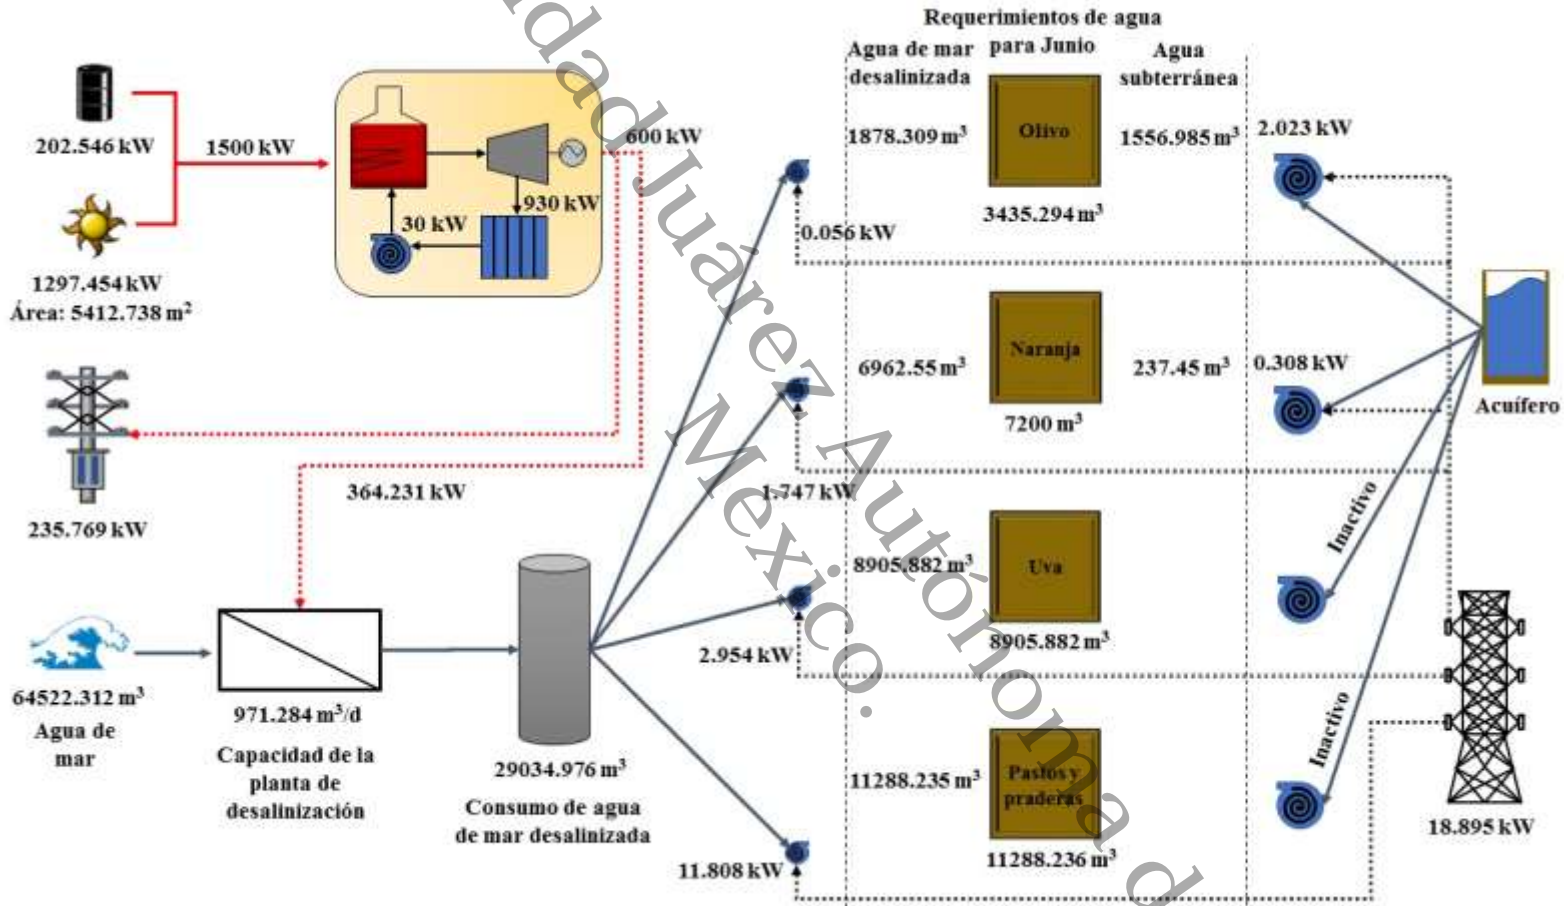 Requerimientos de agua
para Junio
Agua de mar
desalinizada
Agua
subterránea
202.546 kW
1500 kW
1297.454 kW
Área: 5412.738 m²
30 kW
930 kW
600 kW
235.769 kW
364.231 kW
64522.312 m³
Agua de
mar
971.284 m³/d
Capacidad de la
planta de
desalinización
29034.976 m³
Consumo de agua
de mar desalinizada
0.056 kW
1.747 kW
2.954 kW
11.808 kW
1878.309 m³
Olivo
1556.985 m³
2.023 kW
3435.294 m³
6962.55 m³
Naranja
237.45 m³
0.308 kW
7200 m³
8905.882 m³
Uva
8905.882 m³
Inactivo
11288.235 m³
Pastos y
praderas
11288.236 m³
Inactivo
Acuífero
18.895 kW
dad Juárez Autónoma d
México.